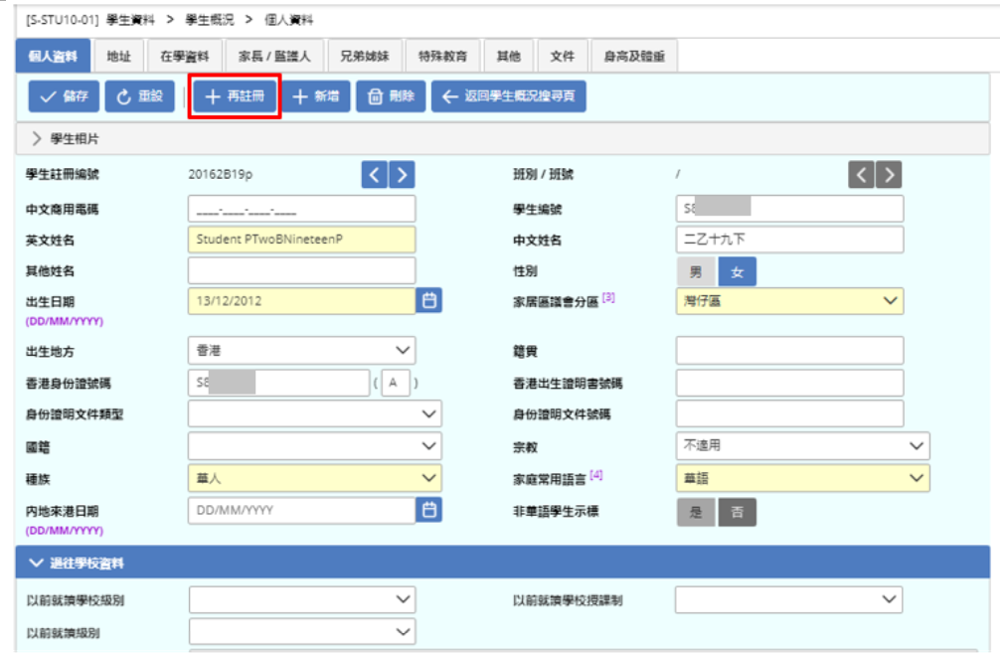 [S-STU10-01] 學生資料 > 學生概況 > 個人資料
個人資料 地址 在學資料 家長 / 監護人 兄弟姊妹 特殊教育 其他 文件 身高及體重
儲存 重設 再註冊 新增 刪除 返回學生概況搜尋頁
學生相片
學生註冊編號 20162B19p 班別 / 班號 /
中文商用電碼 ____-____-____-____ 學生編號 S8
英文姓名 Student PTwoBNineteenP 中文姓名 二乙十九下
其他姓名 性別 男 女
出生日期 13/12/2012 家居區議會分區 [3] 灣仔區
(DD/MM/YYYY)
出生地方 香港 籍貫
香港身份證號碼 S8 ( A ) 香港出生證明書號碼
身份證明文件類型 身份證明文件號碼
國籍 宗教 不適用
種族 華人 家庭常用語言 [4] 華語
內地來港日期 DD/MM/YYYY 非華語學生示標 是 否
(DD/MM/YYYY)
過往學校資料
以前就讀學校級別 以前就讀學校授課制
以前就讀級別